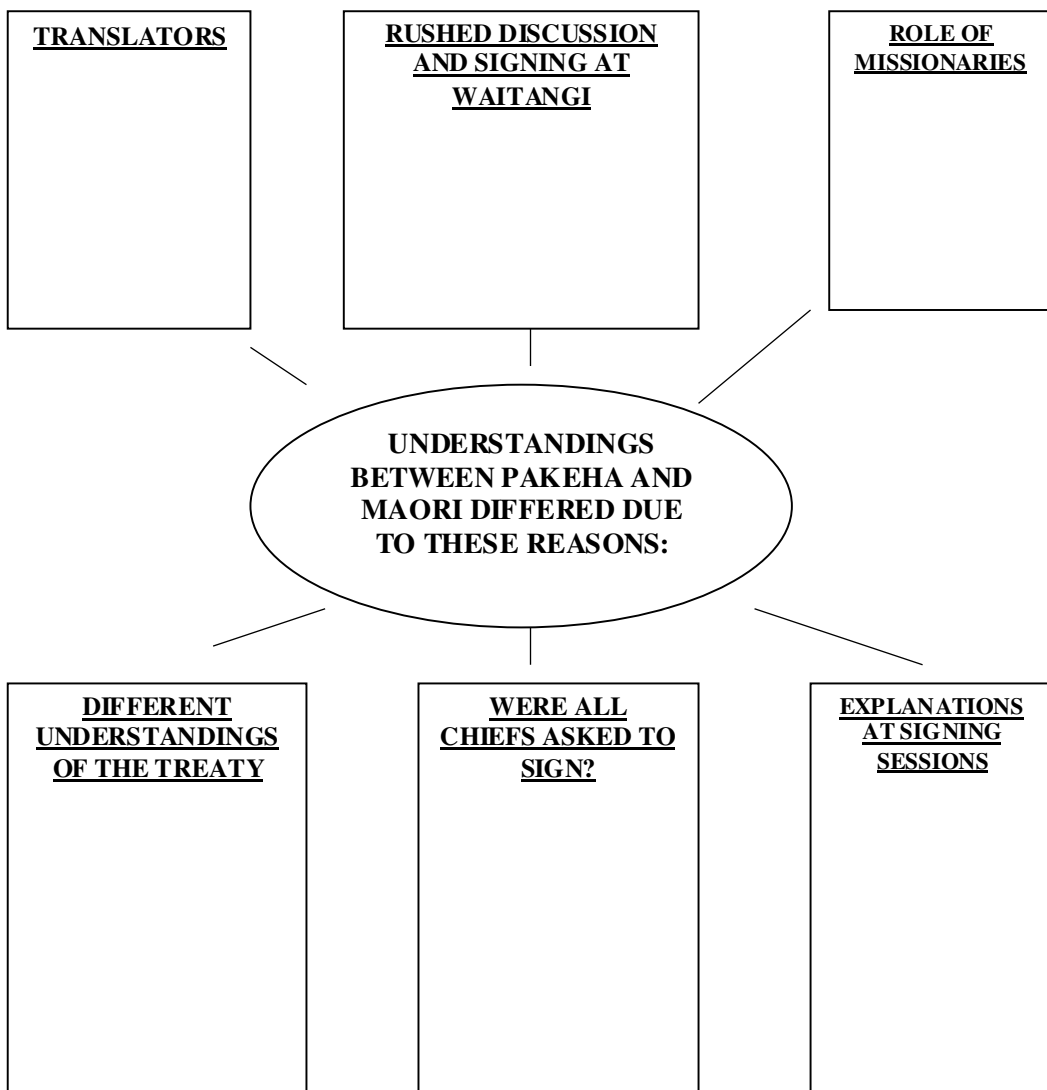 TRANSLATORS
RUSHED DISCUSSION
AND SIGNING AT
WAITANGI
ROLE OF
MISSIONARIES
UNDERSTANDINGS
BETWEEN PAKEHA AND
MAORI DIFFERED DUE
TO THESE REASONS:
DIFFERENT
UNDERSTANDINGS
OF THE TREATY
WERE ALL
CHIEFS ASKED TO
SIGN?
EXPLANATIONS
AT SIGNING
SESSIONS